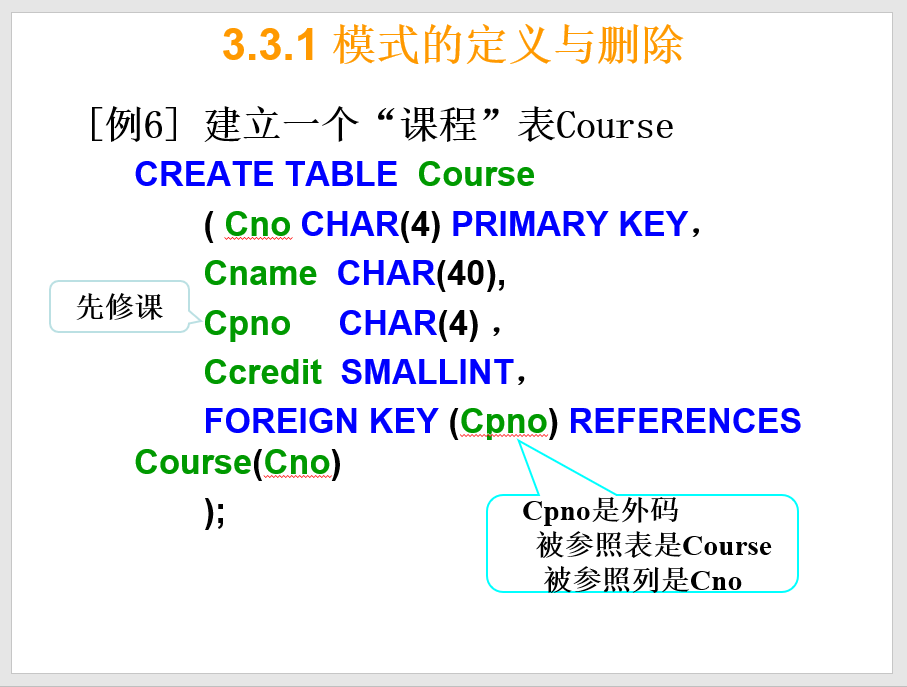 3.3.1 模式的定义与删除
[例6] 建立一个“课程”表Course
CREATE TABLE Course
( Cno CHAR(4) PRIMARY KEY，
Cname CHAR(40),
先修课
Cpno CHAR(4) ，
Ccredit SMALLINT，
FOREIGN KEY (Cpno) REFERENCES
Course(Cno)
);
Cpno是外码
被参照表是Course
被参照列是Cno